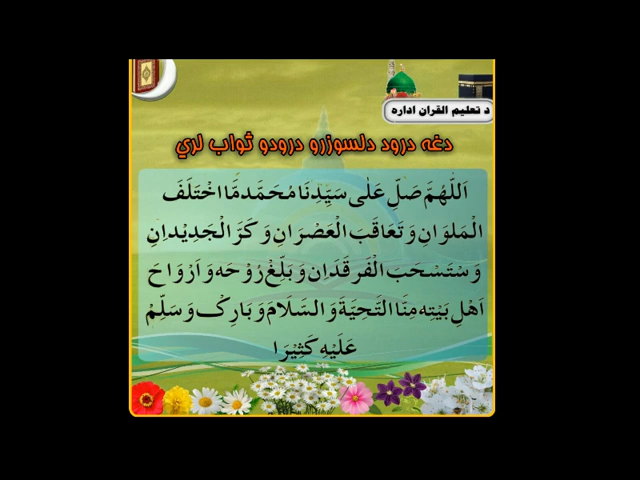 د تعلیم القران اداره
دغه درود دلسوزرو درودو ثواب لري
اَللّٰهُمَّ صَلِّ عَلٰی سَيِّدِنَا مُحَمَّدٍ مَّا اخْتَلَفَ
الْمَلَوَانِ وَتَعَاقَبَ الْعَصْرَانِ وَكَرَّ الْجَدِيْدَانِ
وَسْتَسْحَبَ الْفَرْقَدَانِ وَبَلِّغْ رُوْحَهٗ وَاَرْوَاحَ
اَهْلِ بَيْتِهٖ مِنَّا التَّحِيَّةَ وَالسَّلَامَ وَبَارِكْ وَسَلِّمْ
عَلَيْهِ كَثِيْرًا